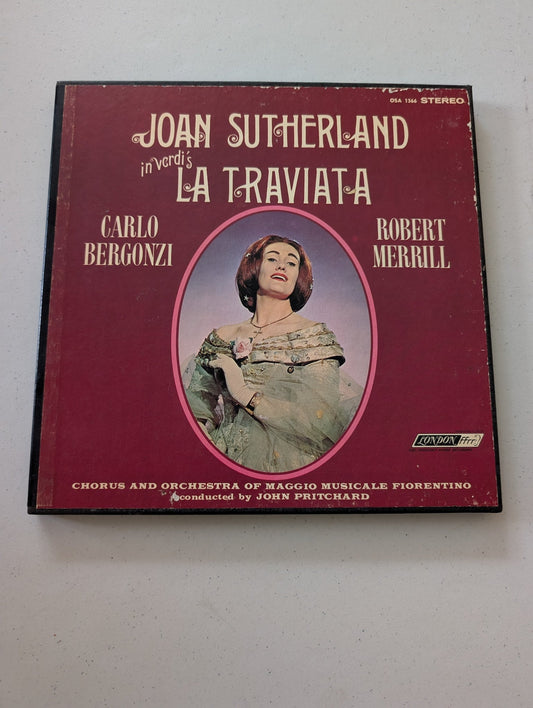 OSA 1366 STEREO
JOAN SUTHERLAND
in verdi's
LA TRAVIATA
CARLO
BERGONZI
ROBERT
MERRILL
LONDON ffrr
CHORUS AND ORCHESTRA OF MAGGIO MUSICALE FIORENTINO
conducted by JOHN PRITCHARD